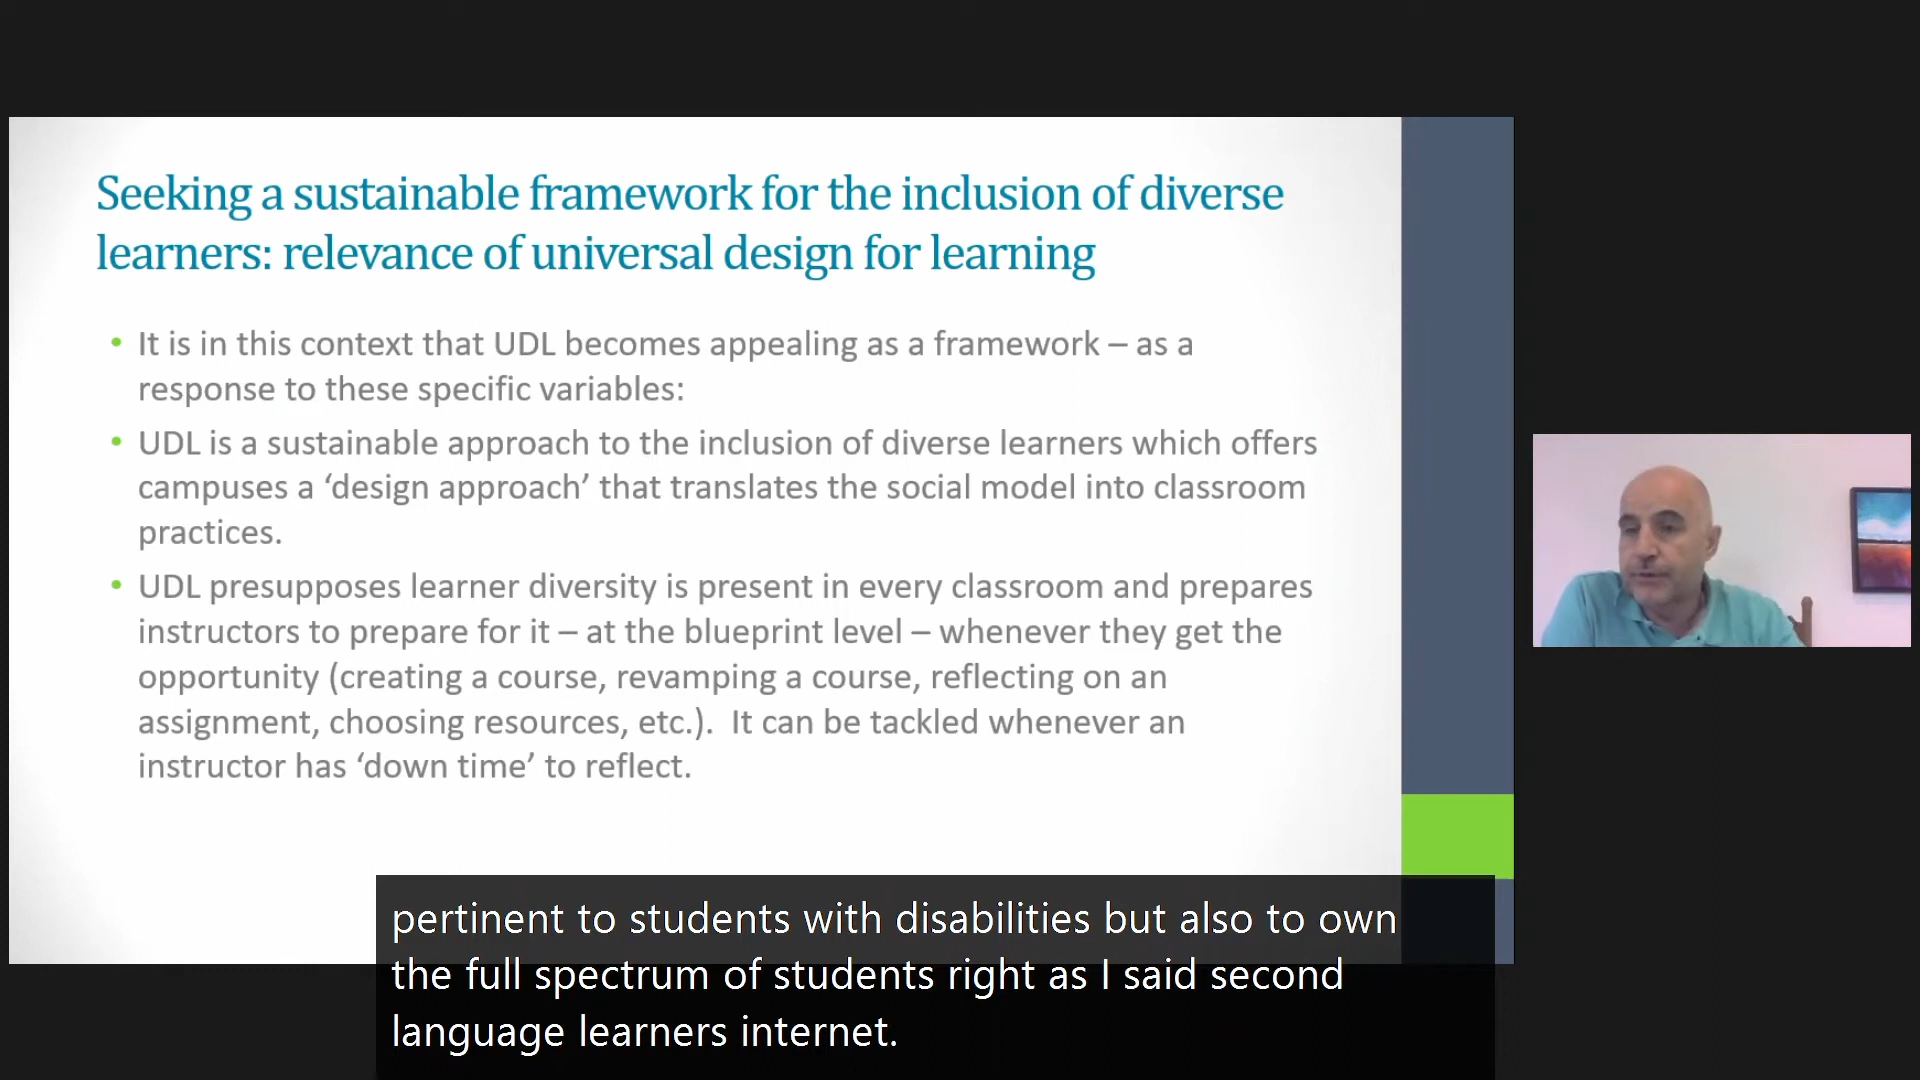 Seeking a sustainable framework for the inclusion of diverse
learners: relevance of universal design for learning
• It is in this context that UDL becomes appealing as a framework – as a
response to these specific variables:
• UDL is a sustainable approach to the inclusion of diverse learners which offers
campuses a ‘design approach’ that translates the social model into classroom
practices.
• UDL presupposes learner diversity is present in every classroom and prepares
instructors to prepare for it – at the blueprint level – whenever they get the
opportunity (creating a course, revamping a course, reflecting on an
assignment, choosing resources, etc.).  It can be tackled whenever an
instructor has ‘down time’ to reflect.
pertinent to students with disabilities but also to own
the full spectrum of students right as I said second
language learners internet.